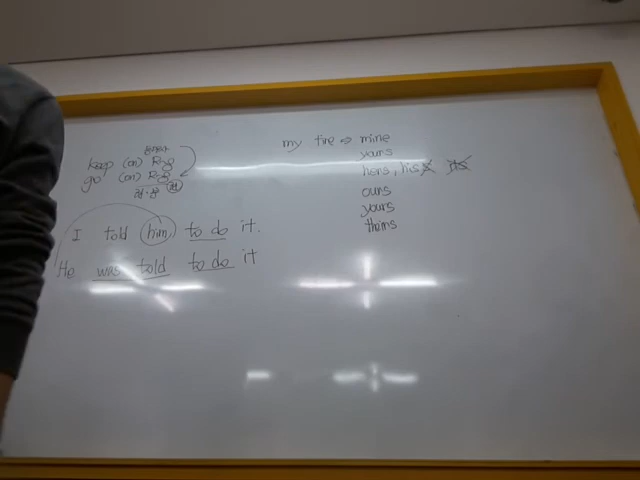 keep (on) R-ing
go (on) R-ing
I told him to do it.
He was told to do it
my tire ⇒ mine
yours
hers, his
ours
yours
theirs